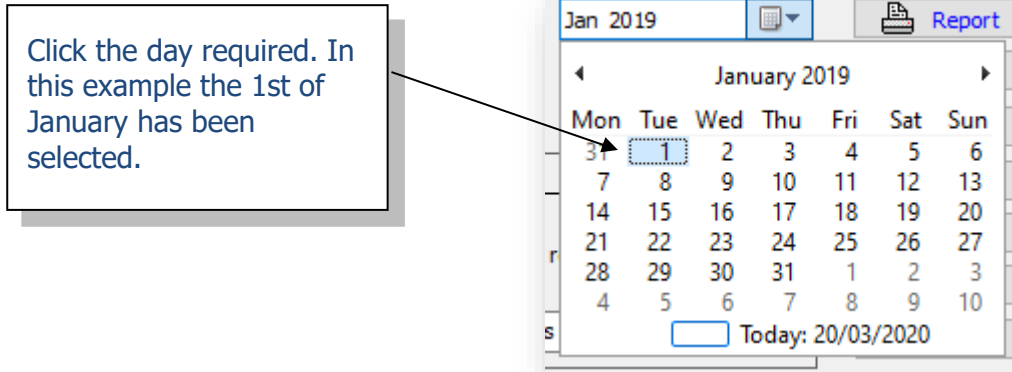 Click the day required. In
this example the 1st of
January has been
selected.
Jan 2019
Report
January 2019
Mon Tue Wed Thu Fri Sat Sun
31 1 2 3 4 5 6
7 8 9 10 11 12 13
14 15 16 17 18 19 20
21 22 23 24 25 26 27
28 29 30 31 1 2 3
4 5 6 7 8 9 10
Today: 20/03/2020
r
s